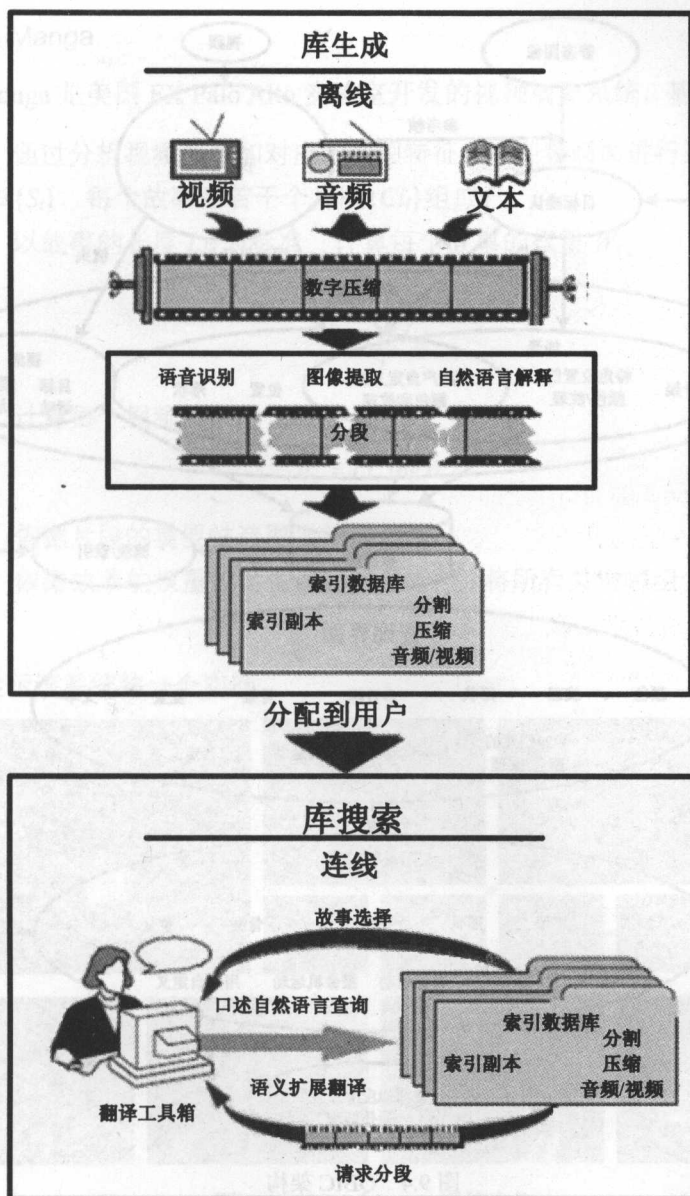 库生成
离线
视频 音频 文本
数字压缩
语音识别 图像提取 自然语言解释
分段
索引数据库
索引副本
分割
压缩
音频/视频
分配到用户
库搜索
连线
故事选择
口述自然语言查询
语义扩展翻译
翻译工具箱
索引数据库
索引副本
分割
压缩
音频/视频
请求分段